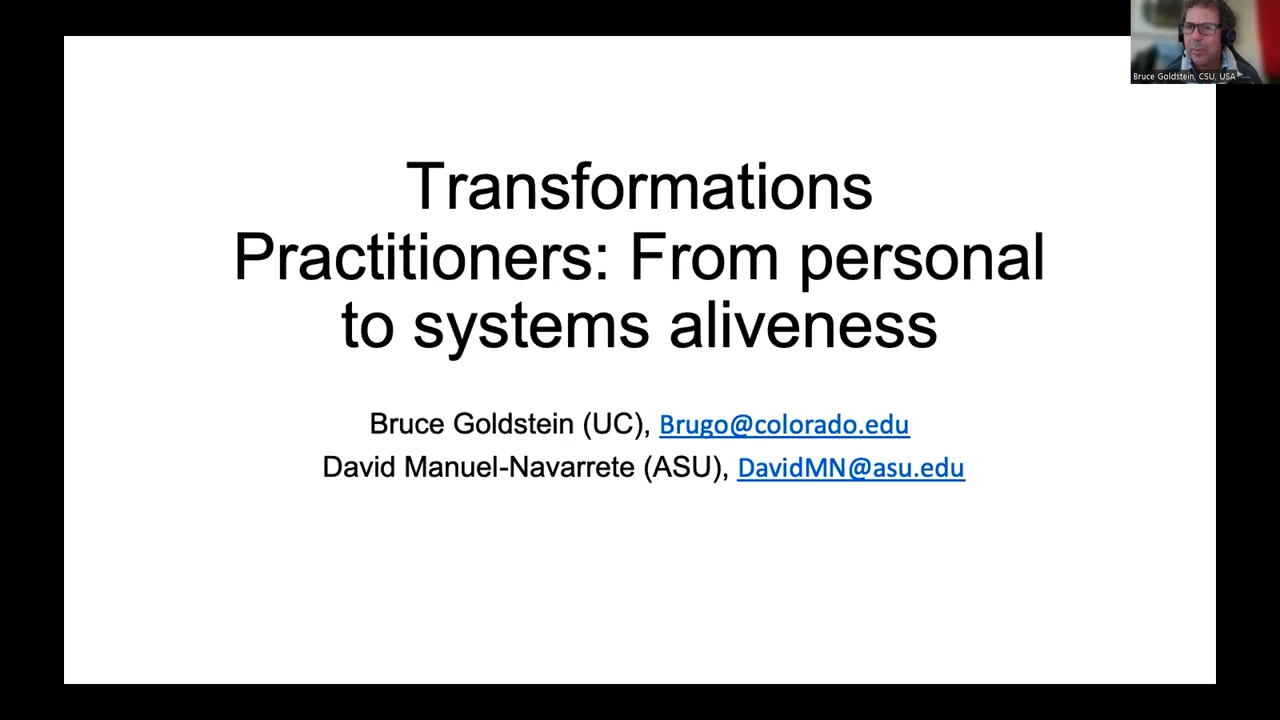 Bruce Goldstein, CSU, USA
Transformations
Practitioners: From personal
to systems aliveness
Bruce Goldstein (UC), Brugo@colorado.edu
David Manuel-Navarrete (ASU), DavidMN@asu.edu